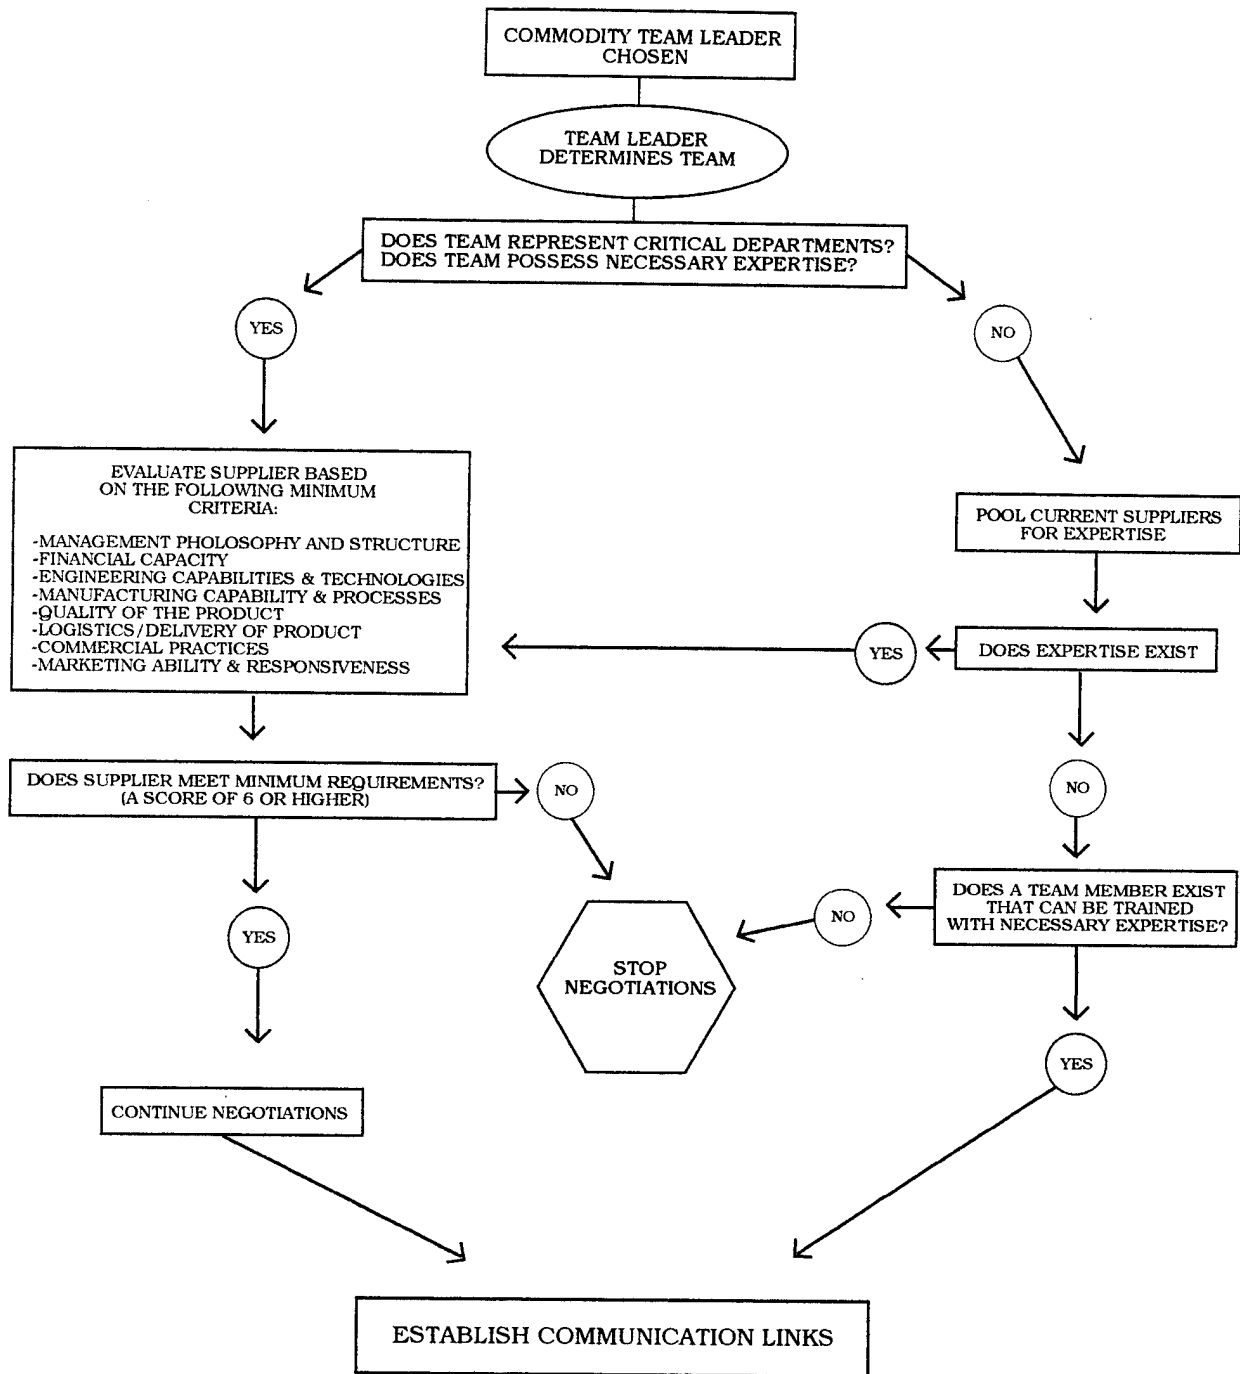 COMMODITY TEAM LEADER
CHOSEN
TEAM LEADER
DETERMINES TEAM
DOES TEAM REPRESENT CRITICAL DEPARTMENTS?
DOES TEAM POSSESS NECESSARY EXPERTISE?
YES
NO
EVALUATE SUPPLIER BASED
ON THE FOLLOWING MINIMUM
CRITERIA:
-MANAGEMENT PHOLOSOPHY AND STRUCTURE
-FINANCIAL CAPACITY
-ENGINEERING CAPABILITIES & TECHNOLOGIES
-MANUFACTURING CAPABILITY & PROCESSES
-QUALITY OF THE PRODUCT
-LOGISTICS/DELIVERY OF PRODUCT
-COMMERCIAL PRACTICES
-MARKETING ABILITY & RESPONSIVENESS
POOL CURRENT SUPPLIERS
FOR EXPERTISE
YES
DOES EXPERTISE EXIST
DOES SUPPLIER MEET MINIMUM REQUIREMENTS?
(A SCORE OF 6 OR HIGHER)
NO
NO
YES
NO
DOES A TEAM MEMBER EXIST
THAT CAN BE TRAINED
WITH NECESSARY EXPERTISE?
STOP
NEGOTIATIONS
YES
CONTINUE NEGOTIATIONS
ESTABLISH COMMUNICATION LINKS